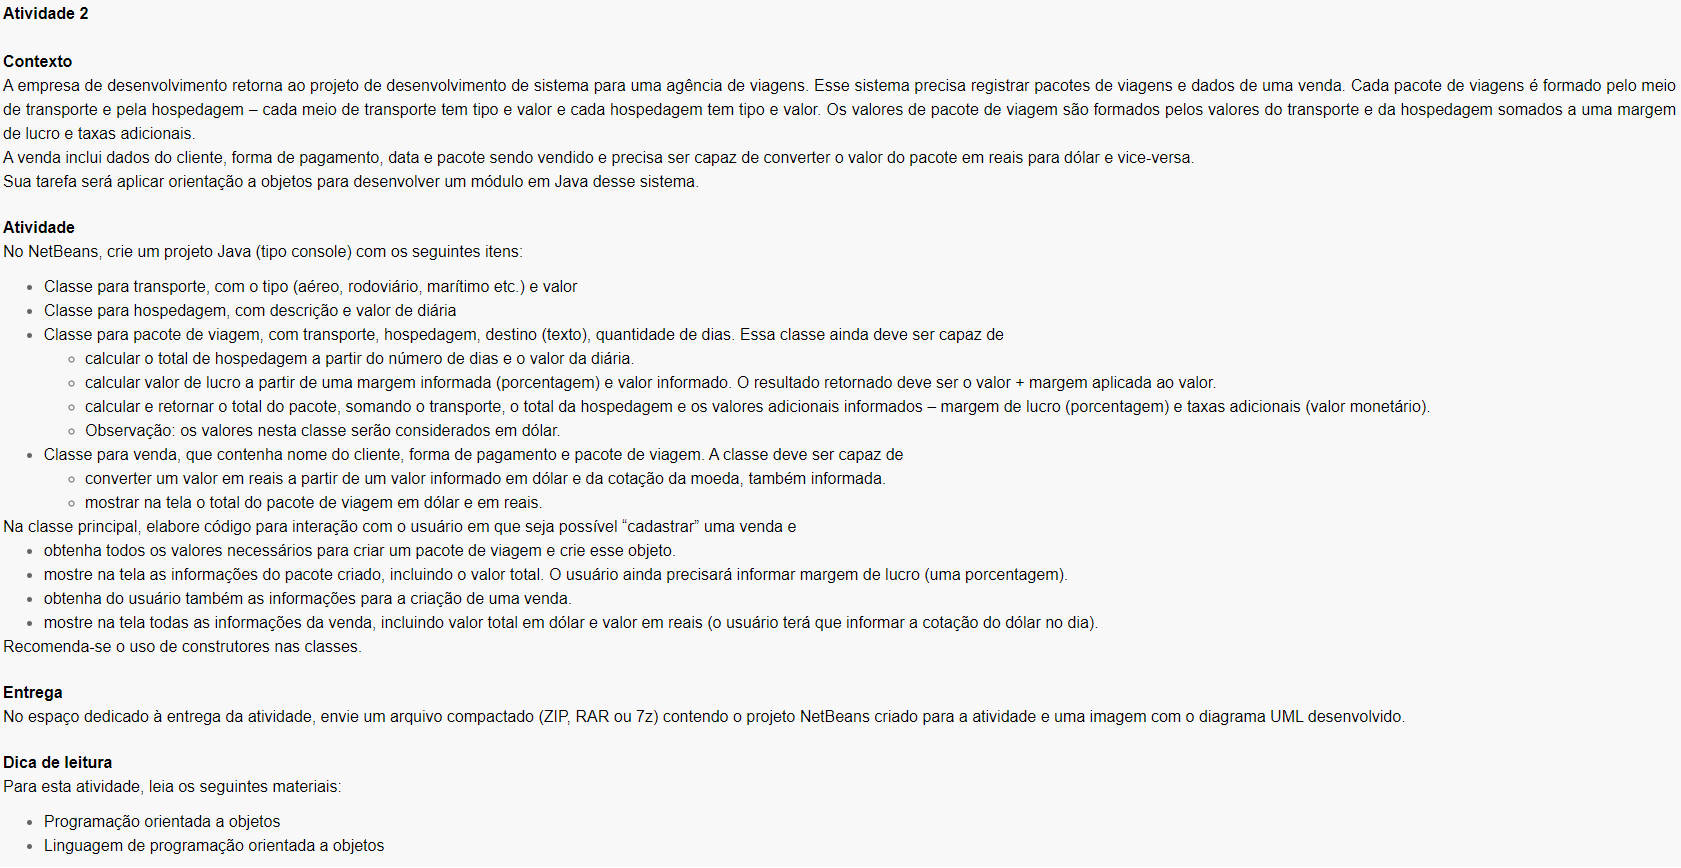 Atividade 2
Contexto
A empresa de desenvolvimento retorna ao projeto de desenvolvimento de sistema para uma agência de viagens. Esse sistema precisa registrar pacotes de viagens e dados de uma venda. Cada pacote de viagens é formado pelo meio
de transporte e pela hospedagem – cada meio de transporte tem tipo e valor e cada hospedagem tem tipo e valor. Os valores de pacote de viagem são formados pelos valores do transporte e da hospedagem somados a uma margem
de lucro e taxas adicionais.
A venda inclui dados do cliente, forma de pagamento, data e pacote sendo vendido e precisa ser capaz de converter o valor do pacote em reais para dólar e vice-versa.
Sua tarefa será aplicar orientação a objetos para desenvolver um módulo em Java desse sistema.
Atividade
No NetBeans, crie um projeto Java (tipo console) com os seguintes itens:
• Classe para transporte, com o tipo (aéreo, rodoviário, marítimo etc.) e valor
• Classe para hospedagem, com descrição e valor de diária
• Classe para pacote de viagem, com transporte, hospedagem, destino (texto), quantidade de dias. Essa classe ainda deve ser capaz de
◦ calcular o total de hospedagem a partir do número de dias e o valor da diária.
◦ calcular valor de lucro a partir de uma margem informada (porcentagem) e valor informado. O resultado retornado deve ser o valor + margem aplicada ao valor.
◦ calcular e retornar o total do pacote, somando o transporte, o total da hospedagem e os valores adicionais informados – margem de lucro (porcentagem) e taxas adicionais (valor monetário).
◦ Observação: os valores nesta classe serão considerados em dólar.
• Classe para venda, que contenha nome do cliente, forma de pagamento e pacote de viagem. A classe deve ser capaz de
◦ converter um valor em reais a partir de um valor informado em dólar e da cotação da moeda, também informada.
◦ mostrar na tela o total do pacote de viagem em dólar e em reais.
Na classe principal, elabore código para interação com o usuário em que seja possível “cadastrar” uma venda e
• obtenha todos os valores necessários para criar um pacote de viagem e crie esse objeto.
• mostre na tela as informações do pacote criado, incluindo o valor total. O usuário ainda precisará informar margem de lucro (uma porcentagem).
• obtenha do usuário também as informações para a criação de uma venda.
• mostre na tela todas as informações da venda, incluindo valor total em dólar e valor em reais (o usuário terá que informar a cotação do dólar no dia).
Recomenda-se o uso de construtores nas classes.
Entrega
No espaço dedicado à entrega da atividade, envie um arquivo compactado (ZIP, RAR ou 7z) contendo o projeto NetBeans criado para a atividade e uma imagem com o diagrama UML desenvolvido.
Dica de leitura
Para esta atividade, leia os seguintes materiais:
• Programação orientada a objetos
• Linguagem de programação orientada a objetos